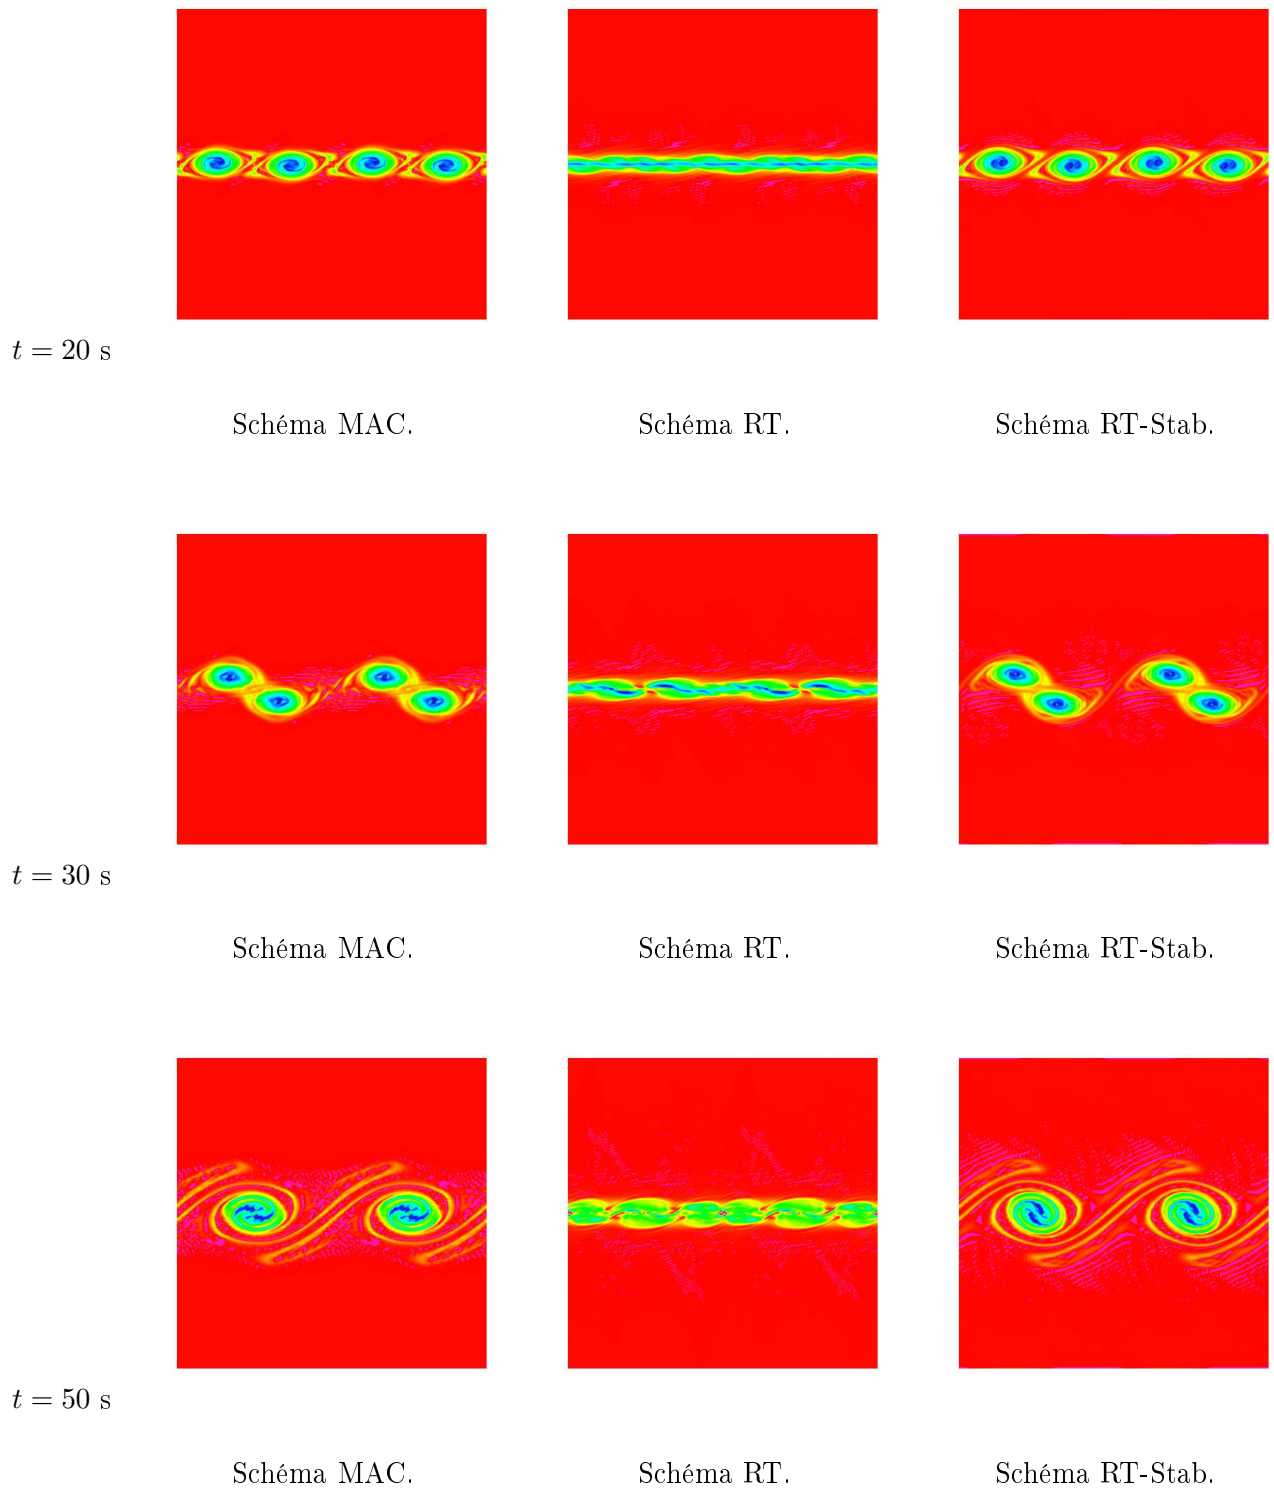 t = 20 s
Schéma MAC. Schéma RT. Schéma RT-Stab.
t = 30 s
Schéma MAC. Schéma RT. Schéma RT-Stab.
t = 50 s
Schéma MAC. Schéma RT. Schéma RT-Stab.